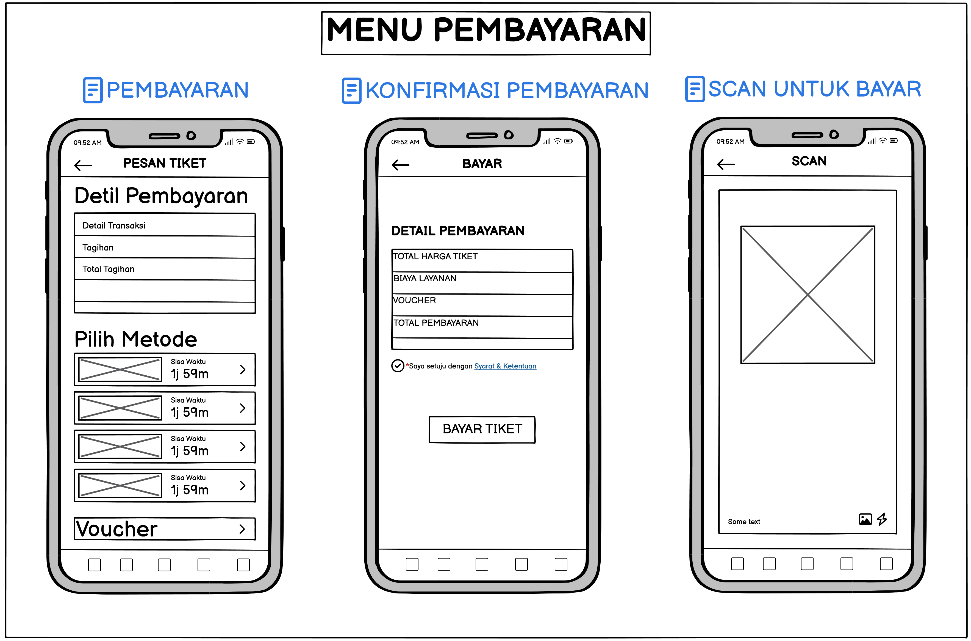 MENU PEMBAYARAN
PEMBAYARAN
09.52 AM
PESAN TIKET
Detil Pembayaran
Detail Transaksi
Tagihan
Total Tagihan
Pilih Metode
Sisa Waktu
1j 59m
Sisa Waktu
1j 59m
Sisa Waktu
1j 59m
Sisa Waktu
1j 59m
Voucher
KONFIRMASI PEMBAYARAN
09.52 AM
BAYAR
DETAIL PEMBAYARAN
TOTAL HARGA TIKET
BIAYA LAYANAN
VOUCHER
TOTAL PEMBAYARAN
*Saya setuju dengan Syarat & Ketentuan
BAYAR TIKET
SCAN UNTUK BAYAR
09.52 AM
SCAN
Some text